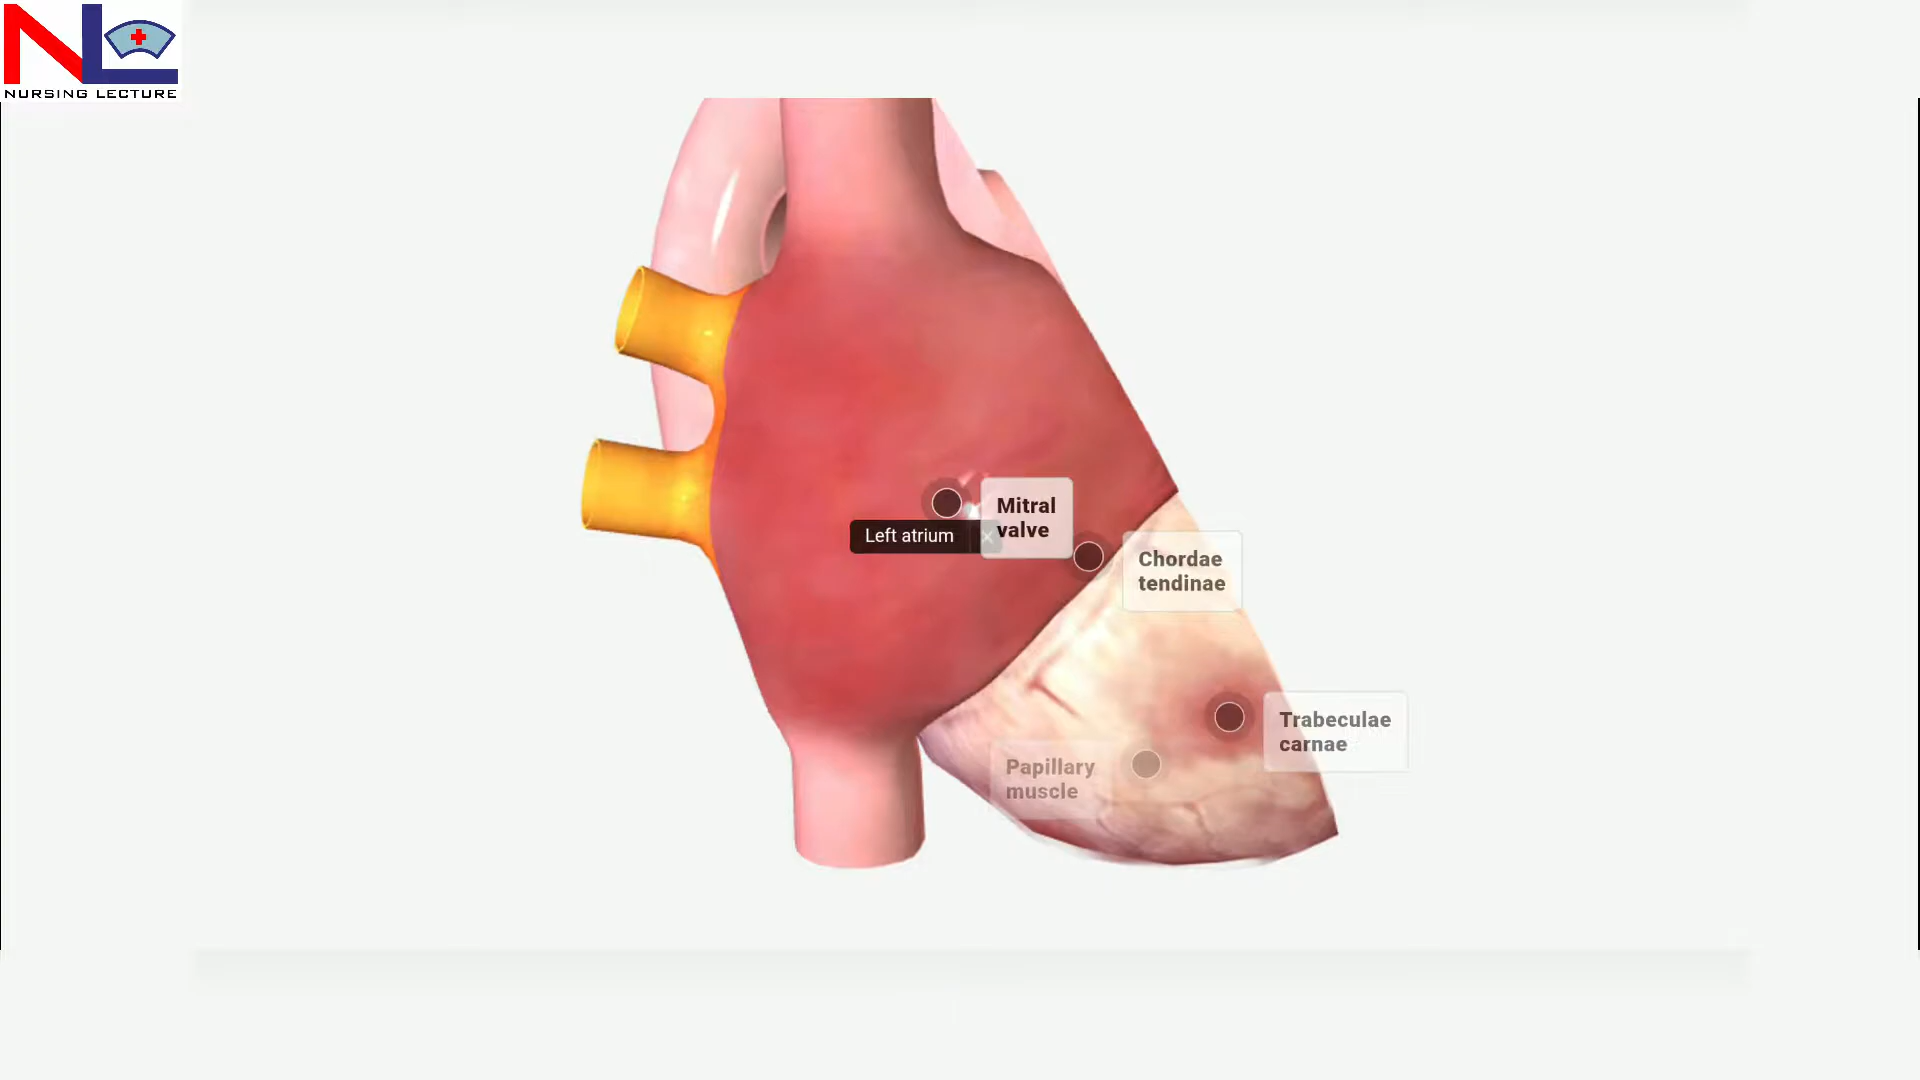 NURSING LECTURE
Mitral
valve
Left atrium
Chordae
tendinae
Trabeculae
carnae
Papillary
muscle